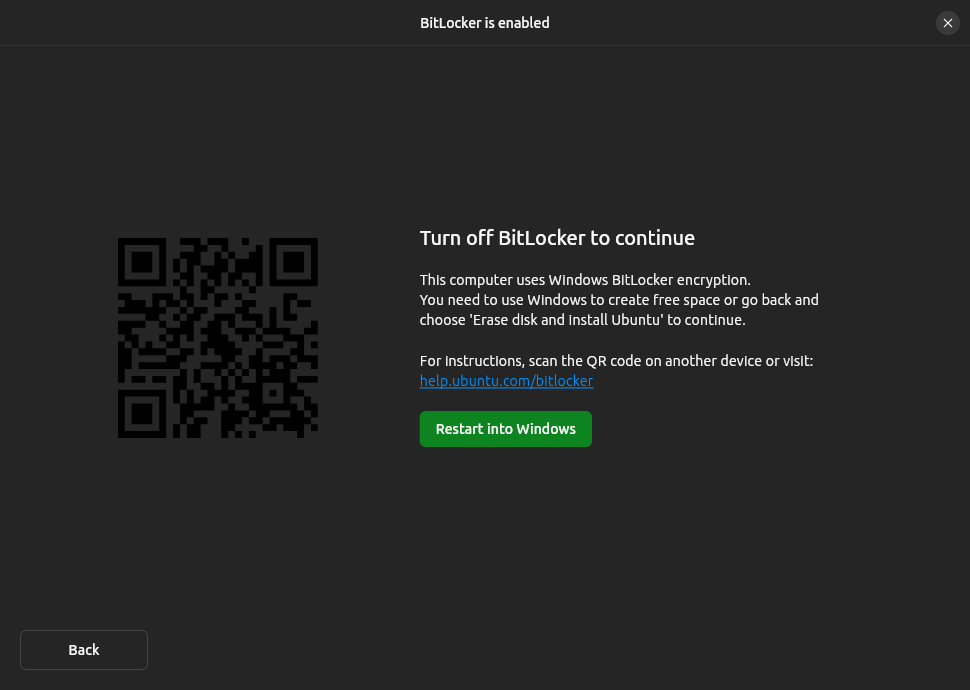 BitLocker is enabled
Turn off BitLocker to continue
This computer uses Windows BitLocker encryption.
You need to use Windows to create free space or go back and
choose 'Erase disk and install Ubuntu' to continue.
For instructions, scan the QR code on another device or visit:
help.ubuntu.com/bitlocker
Restart into Windows
Back